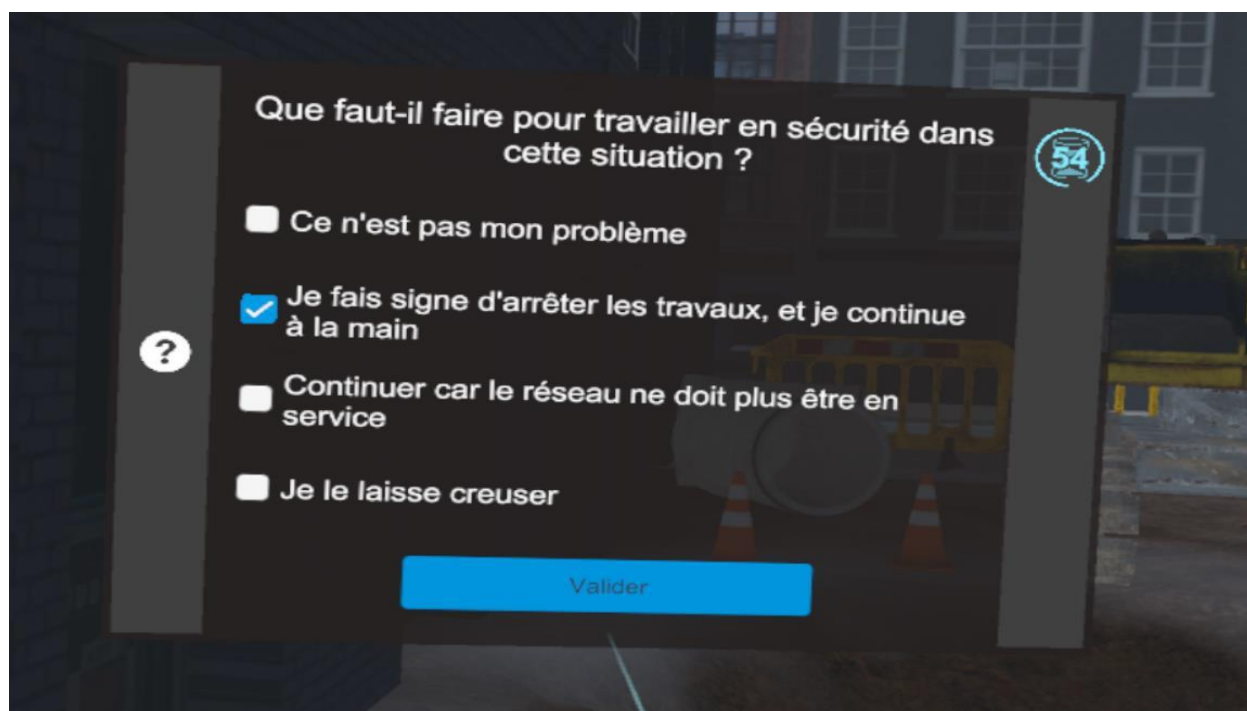 Que faut-il faire pour travailler en sécurité dans
cette situation ?
54
Ce n'est pas mon problème
Je fais signe d'arrêter les travaux, et je continue
à la main
?
Continuer car le réseau ne doit plus être en
service
Je le laisse creuser
Valider